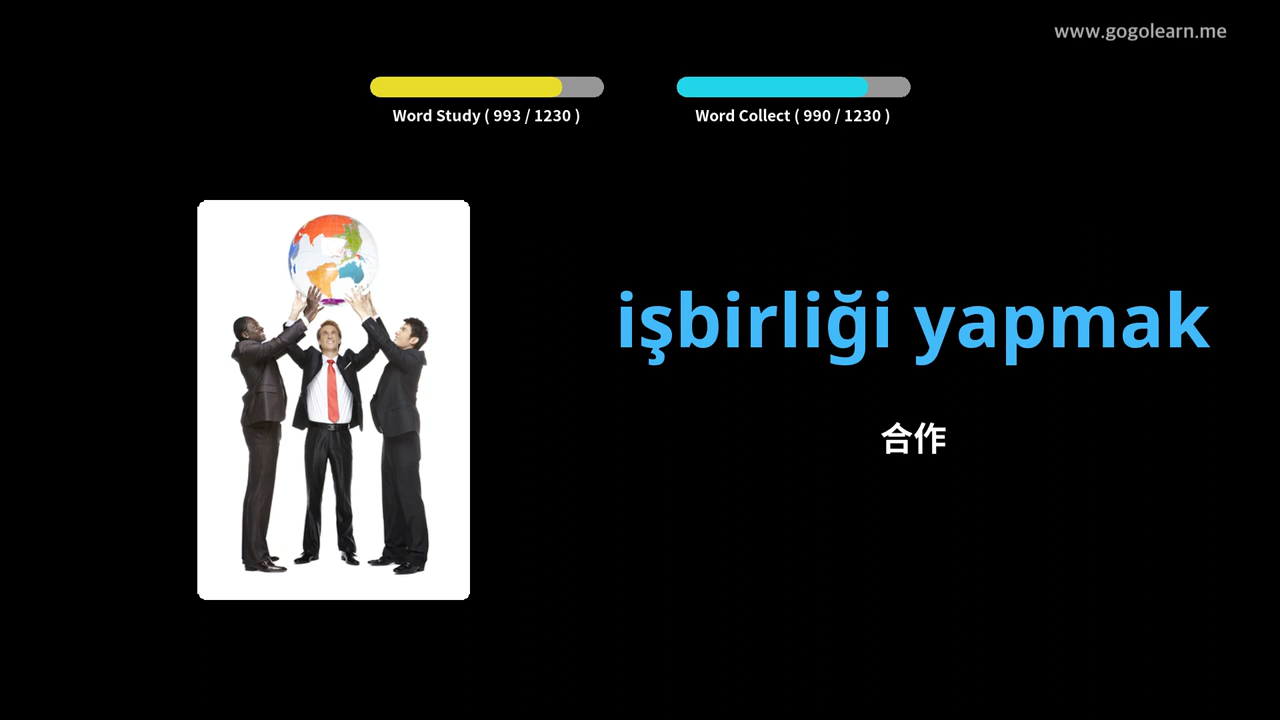 www.gogolearn.me
Word Study ( 993 / 1230 )
Word Collect ( 990 / 1230 )
işbirliği yapmak
合作